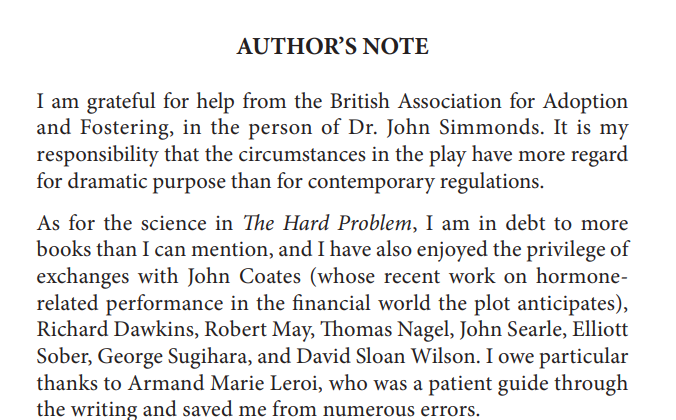 AUTHOR’S NOTE
I am grateful for help from the British Association for Adoption
and Fostering, in the person of Dr. John Simmonds. It is my
responsibility that the circumstances in the play have more regard
for dramatic purpose than for contemporary regulations.
As for the science in The Hard Problem, I am in debt to more
books than I can mention, and I have also enjoyed the privilege of
exchanges with John Coates (whose recent work on hormone-
related performance in the financial world the plot anticipates),
Richard Dawkins, Robert May, Thomas Nagel, John Searle, Elliott
Sober, George Sugihara, and David Sloan Wilson. I owe particular
thanks to Armand Marie Leroi, who was a patient guide through
the writing and saved me from numerous errors.